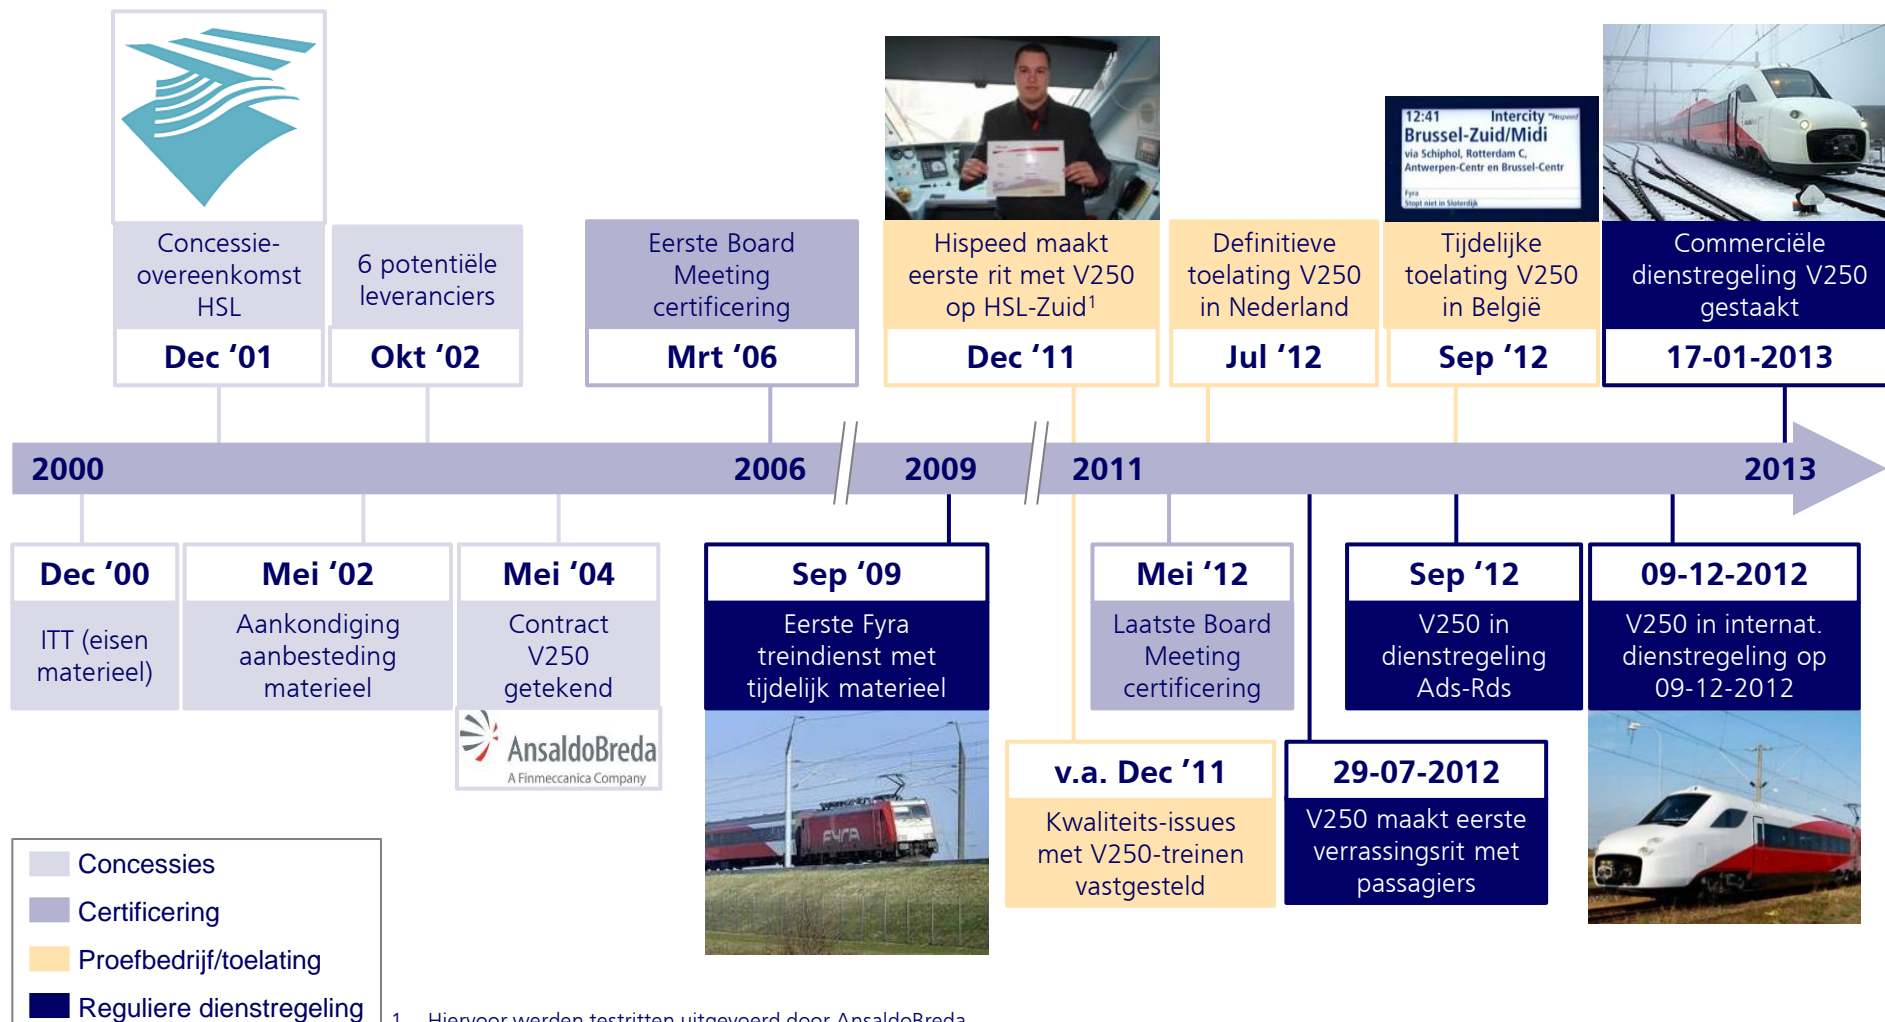 12:41 Intercity Hispeed
Brussel-Zuid/Midi
via Schiphol, Rotterdam C,
Antwerpen-Centr en Brussel-Centr
Fyra
Stopt niet in Sloterdijk
Concessie-
overeenkomst
HSL
Dec ‘01
6 potentiële
leveranciers
Okt ‘02
Eerste Board
Meeting
certificering
Mrt ‘06
Hispeed maakt
eerste rit met V250
op HSL-Zuid1
Dec ‘11
Definitieve
toelating V250
in Nederland
Jul ‘12
Tijdelijke
toelating V250
in België
Sep ‘12
Commerciële
dienstregeling V250
gestaakt
17-01-2013
2000 2006 2009 2011 2013
Dec ‘00
ITT (eisen
materieel)
Mei ‘02
Aankondiging
aanbesteding
materieel
Mei ‘04
Contract
V250
getekend
AnsaldoBreda
A Finmeccanica Company
Sep ‘09
Eerste Fyra
treindienst met
tijdelijk materieel
FYRA
Mei ‘12
Laatste Board
Meeting
certificering
Sep ‘12
V250 in
dienstregeling
Ads-Rds
09-12-2012
V250 in internat.
dienstregeling op
09-12-2012
v.a. Dec ’11
Kwaliteits-issues
met V250-treinen
vastgesteld
29-07-2012
V250 maakt eerste
verrassingsrit met
passagiers
Concessies
Certificering
Proefbedrijf/toelating
Reguliere dienstregeling
1 Hiervoor werden testritten uitgevoerd door AnsaldoBreda